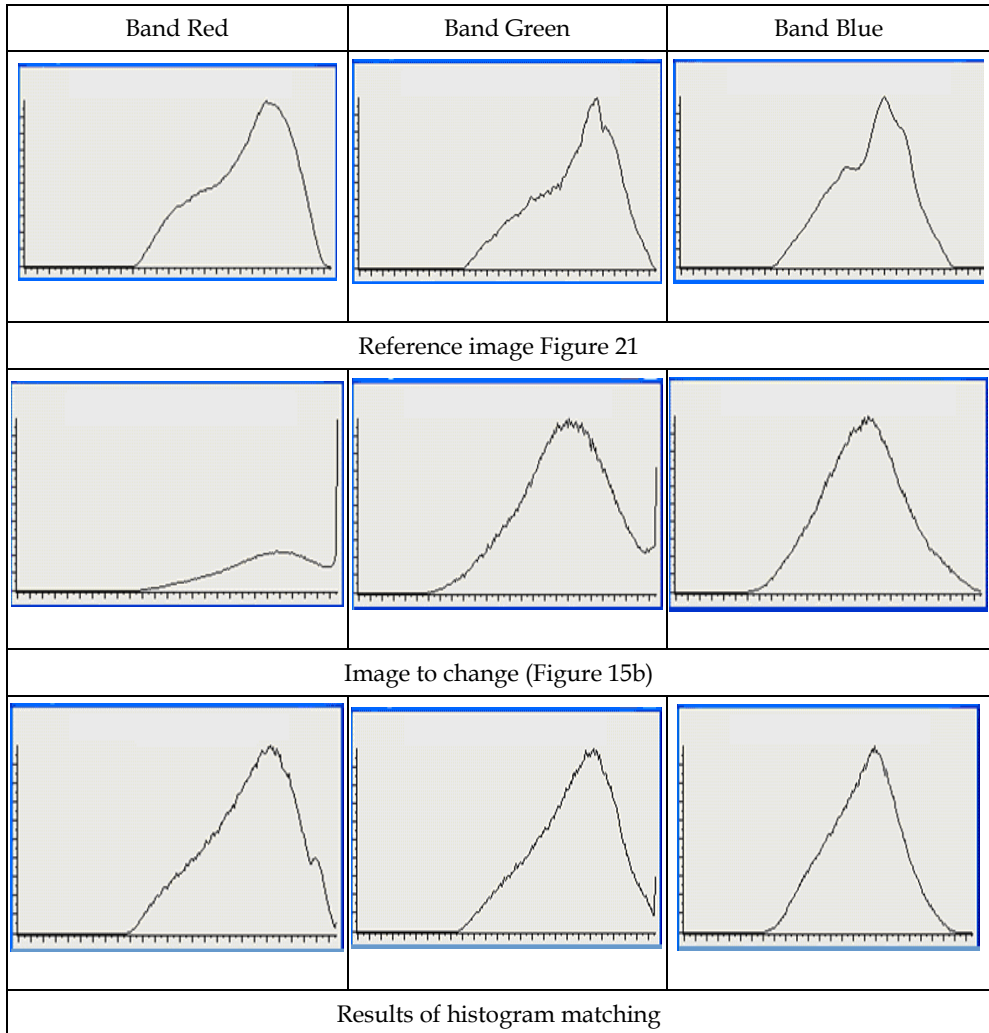 Band Red
Band Green
Band Blue
Reference image Figure 21
Image to change (Figure 15b)
Results of histogram matching